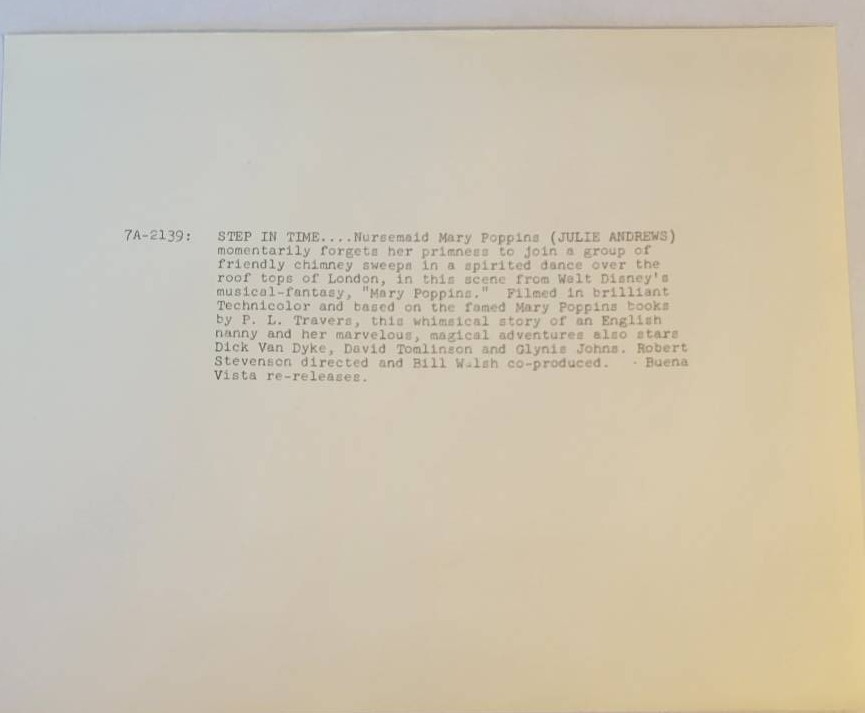 7A-2139: STEP IN TIME....Nursemaid Mary Poppins (JULIE ANDREWS)
momentarily forgets her primness to join a group of
friendly chimney sweeps in a spirited dance over the
roof tops of London, in this scene from Walt Disney's
musical-fantasy, "Mary Poppins." Filmed in brilliant
Technicolor and based on the famed Mary Poppins books
by P. L. Travers, this whimsical story of an English
nanny and her marvelous, magical adventures also stars
Dick Van Dyke, David Tomlinson and Glynis Johns. Robert
Stevenson directed and Bill Walsh co-produced. Buena
Vista re-releases.